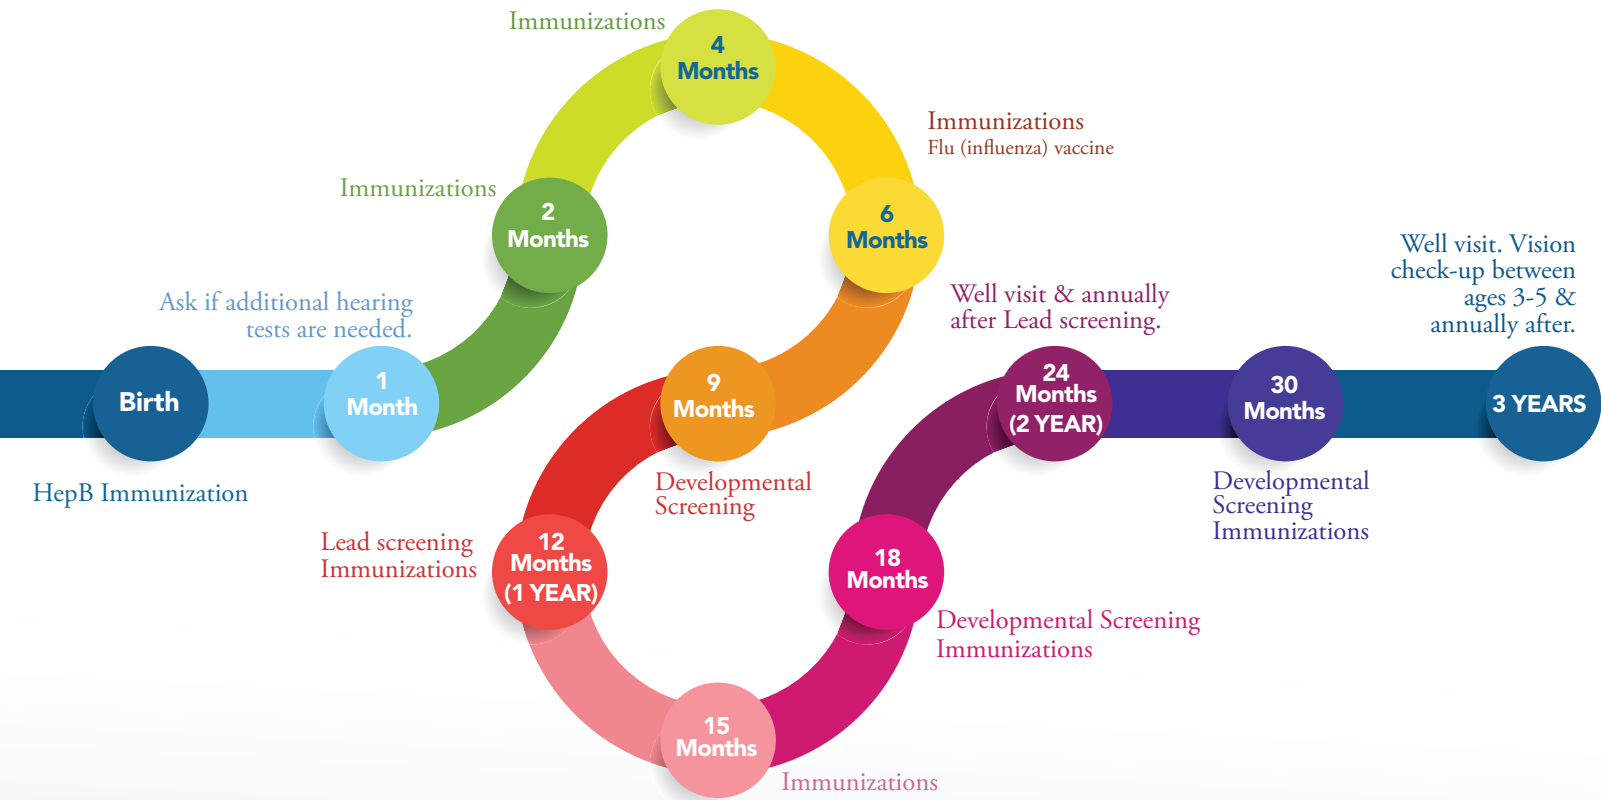 Birth
HepB Immunization
1
Month
Ask if additional hearing
tests are needed.
2
Months
Immunizations
4
Months
Immunizations
6
Months
Immunizations
Flu (influenza) vaccine
9
Months
Developmental
Screening
12
Months
(1 YEAR)
Lead screening
Immunizations
15
Months
Immunizations
18
Months
Developmental Screening
Immunizations
24
Months
(2 YEAR)
Well visit & annually
after Lead screening.
30
Months
Developmental
Screening
Immunizations
3 YEARS
Well visit. Vision
check-up between
ages 3-5 &
annually after.